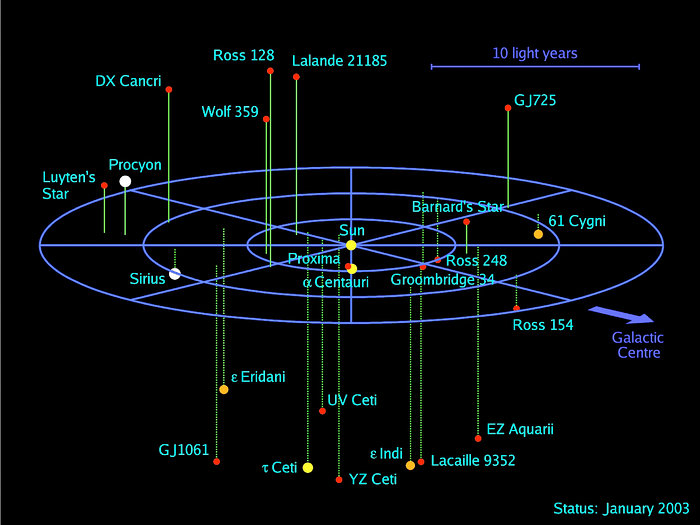 Ross 128
Lalande 21185
10 light years
DX Cancri
GJ725
Wolf 359
Procyon
Luyten's
Star
Barnard's Star
61 Cygni
Sun
Proxima
Ross 248
Sirius
α Centauri
Groombridge 34
Ross 154
Galactic
Centre
ε Eridani
UV Ceti
EZ Aquarii
GJ1061
ε Indi
τ Ceti
Lacaille 9352
YZ Ceti
Status: January 2003